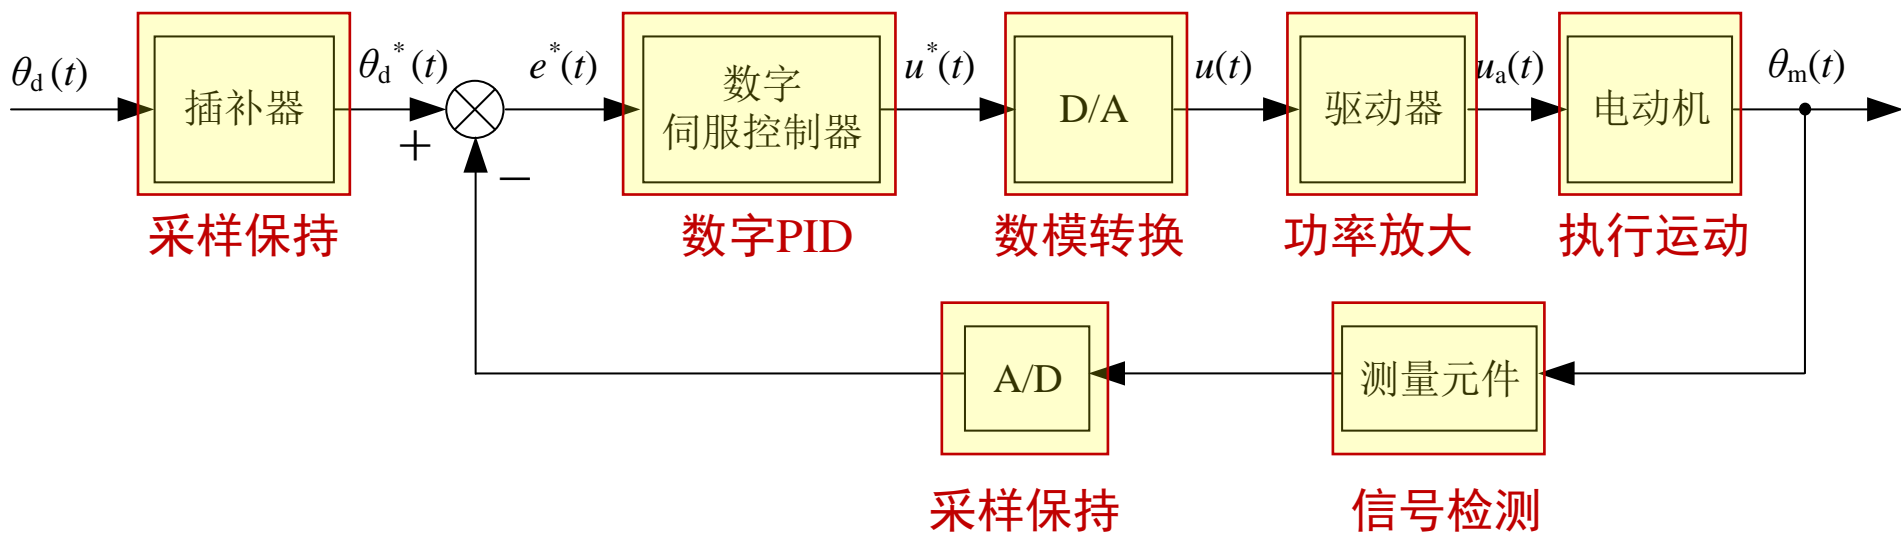 θd(t)
插补器
θd*(t)
+
−
e*(t)
数字
伺服控制器
u*(t)
D/A
u(t)
驱动器
ua(t)
电动机
θm(t)
采样保持
数字PID
数模转换
功率放大
执行运动
A/D
测量元件
采样保持
信号检测